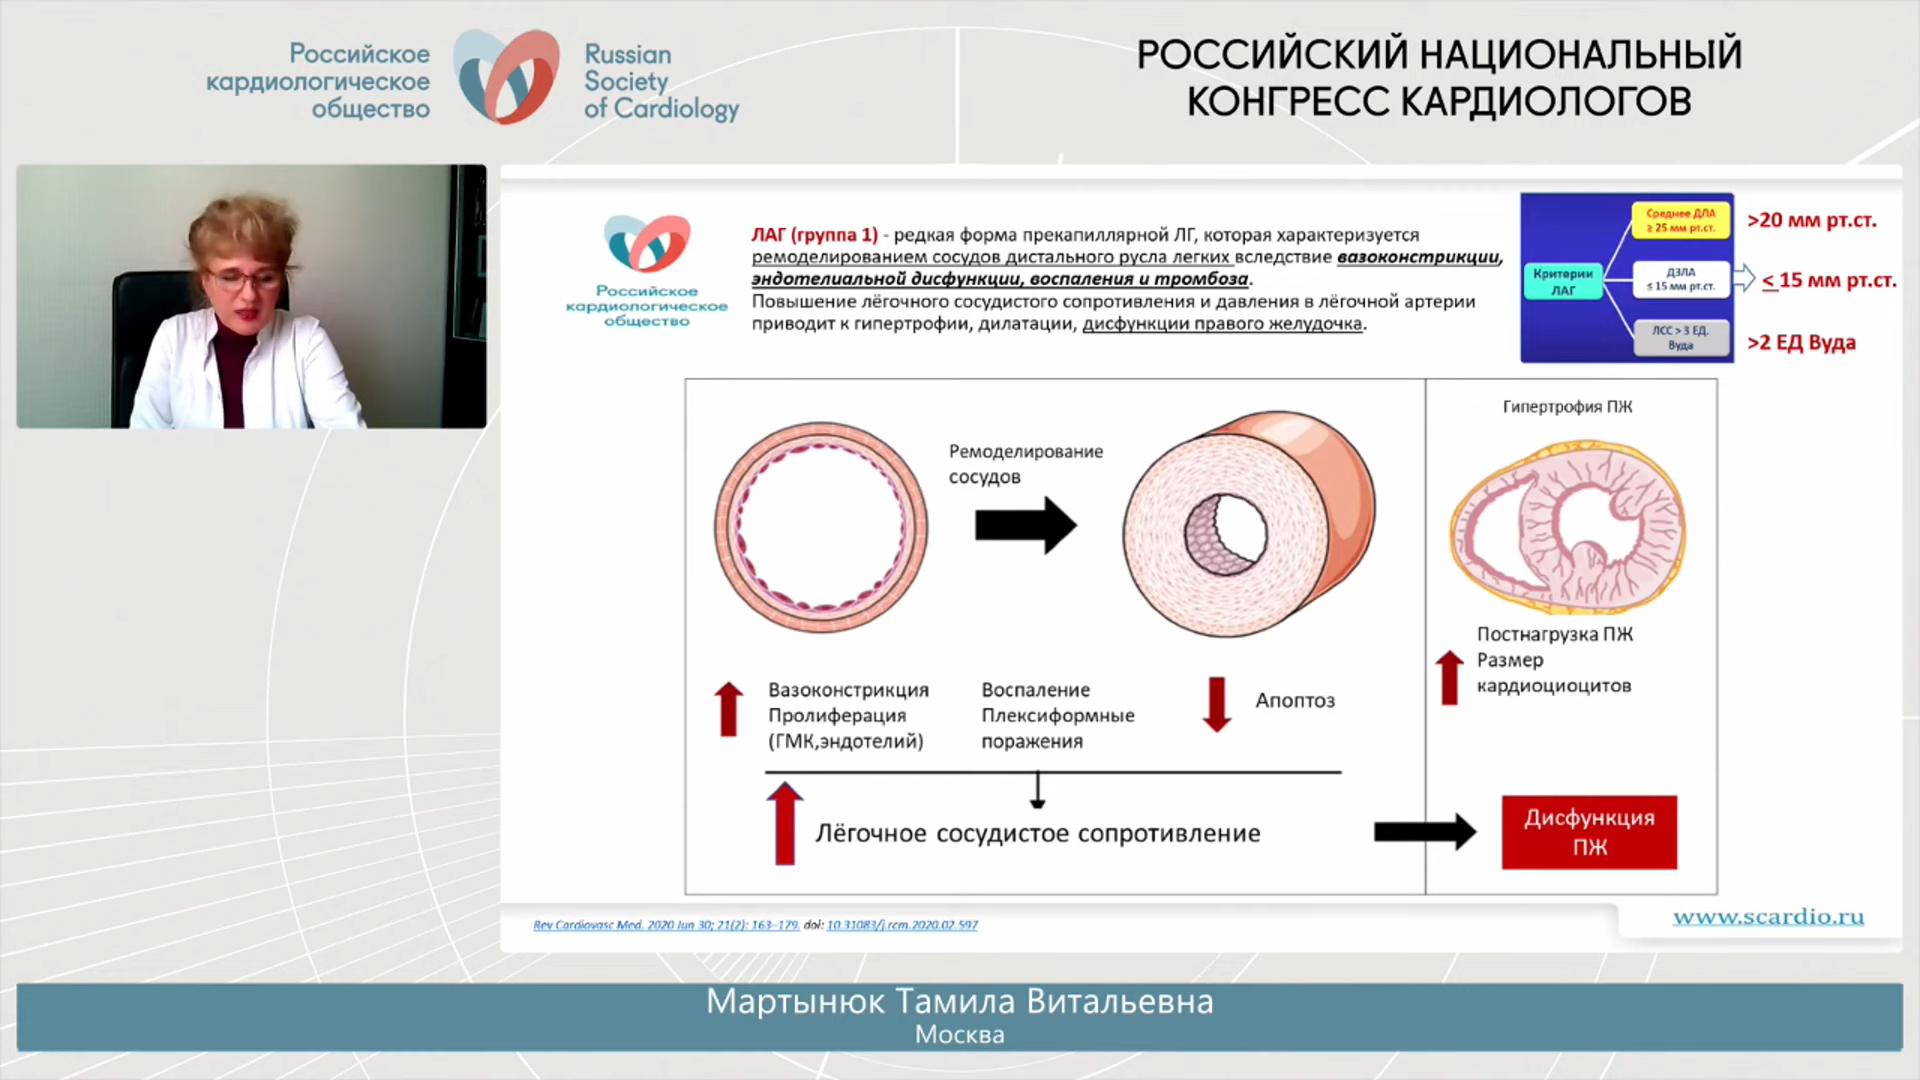 Российское
кардиологическое
общество
Russian
Society
of Cardiology
РОССИЙСКИЙ НАЦИОНАЛЬНЫЙ
КОНГРЕСС КАРДИОЛОГОВ
Российское
кардиологическое
общество
ЛАГ (группа 1) - редкая форма прекапиллярной ЛГ, которая характеризуется
ремоделированием сосудов дистального русла легких вследствие вазоконстрикции,
эндотелиальной дисфункции, воспаления и тромбоза.
Повышение лёгочного сосудистого сопротивления и давления в лёгочной артерии
приводит к гипертрофии, дилатации, дисфункции правого желудочка.
Критерии
ЛАГ
Среднее ДЛА
≥ 25 мм рт.ст.
ДЗЛА
≤ 15 мм рт.ст.
ЛСС > 3 ЕД.
Вуда
>20 мм рт.ст.
< 15 мм рт.ст.
>2 ЕД Вуда
Ремоделирование
сосудов
Гипертрофия ПЖ
Вазоконстрикция
Пролиферация
(ГМК,эндотелий)
Воспаление
Плексиформные
поражения
Апоптоз
Постнагрузка ПЖ
Размер
кардиоциоцитов
Лёгочное сосудистое сопротивление
Дисфункция
ПЖ
Rev Cardiovasc Med. 2020 Jun 30; 21(2): 163–179. doi: 10.31083/j.rcm.2020.02.597
www.scardio.ru
Мартынюк Тамила Витальевна
Москва